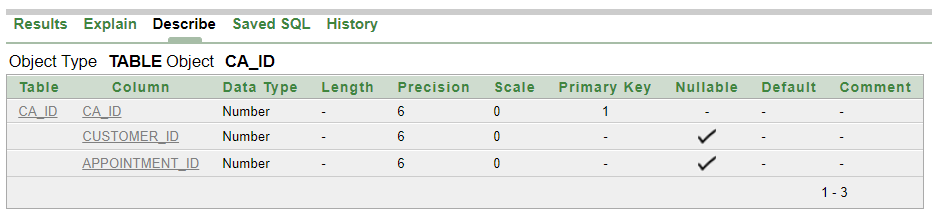 Results Explain Describe Saved SQL History
Object Type TABLE Object CA_ID
Table Column Data Type Length Precision Scale Primary Key Nullable Default Comment
CA_ID CA_ID Number - 6 0 1 - - -
CUSTOMER_ID Number - 6 0 - - -
APPOINTMENT_ID Number - 6 0 - - -
1 - 3